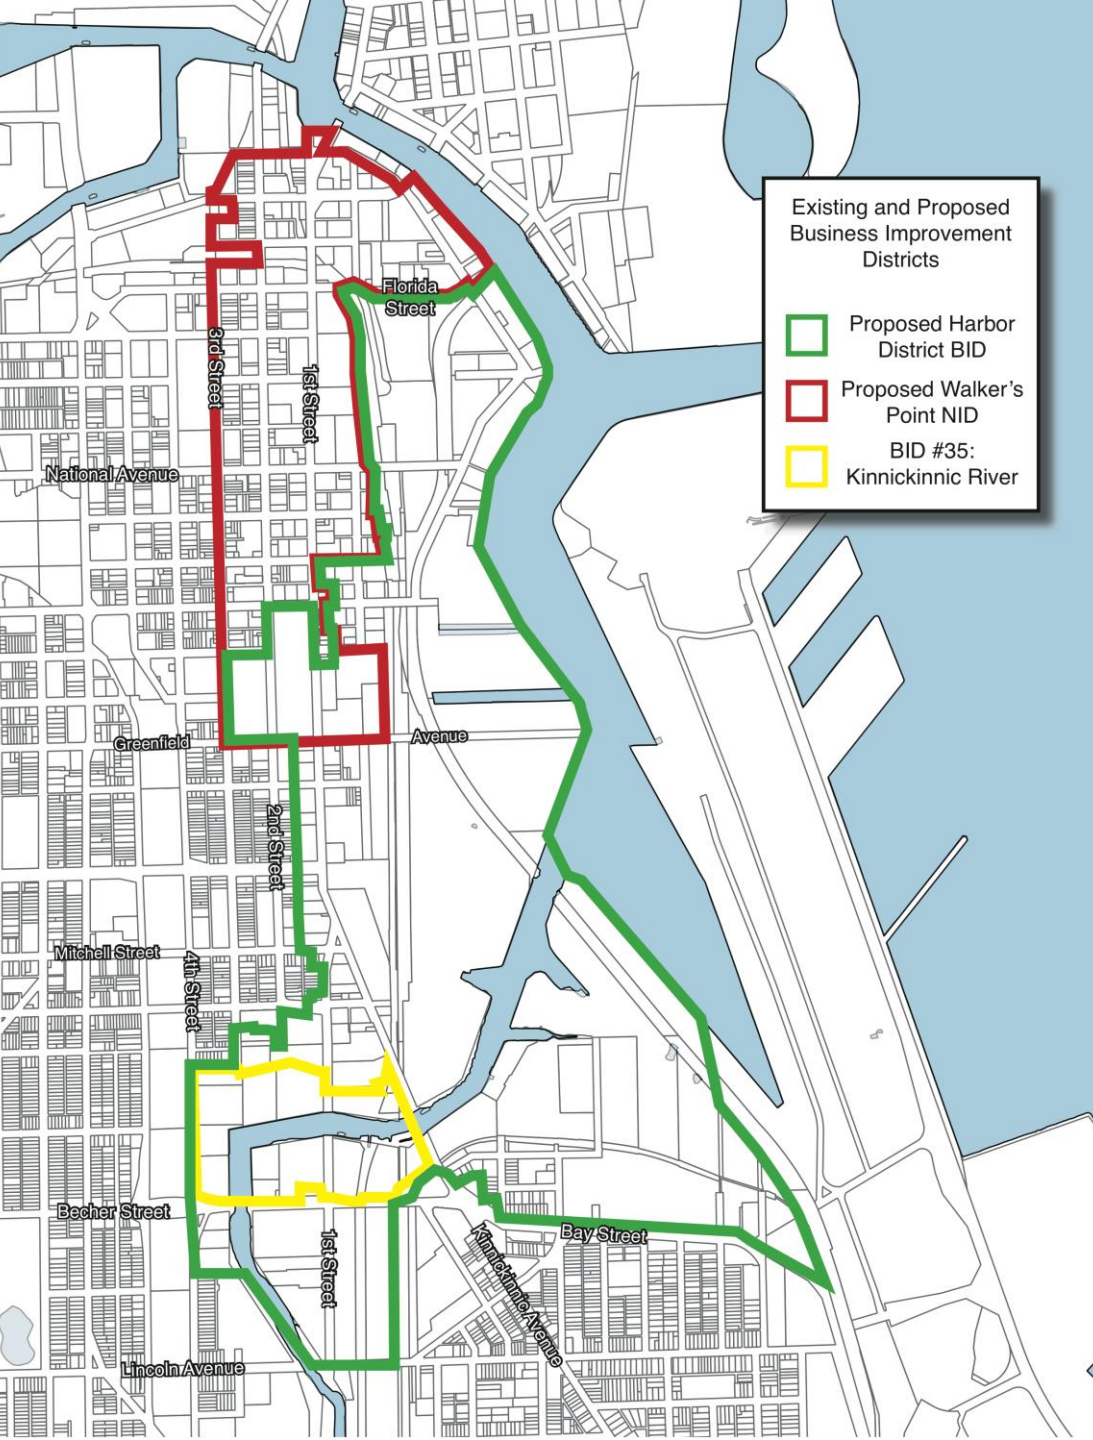 Existing and Proposed
Business Improvement
Districts
Proposed Harbor
District BID
Proposed Walker's
Point NID
BID #35:
Kinnickinnic River
Florida
Street
3rd Street
1st Street
National Avenue
Greenfield
Avenue
2nd Street
Mitchell Street
4th Street
Becher Street
Bay Street
1st Street
Kinnickinnic Avenue
Lincoln Avenue